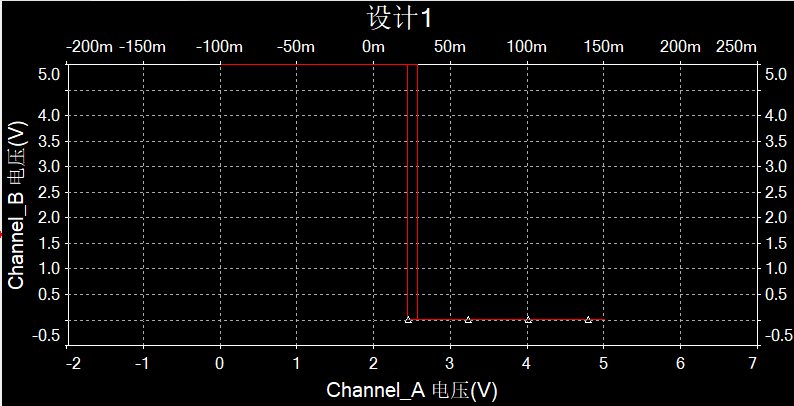 设计1
-200m -150m -100m -50m 0m 50m 100m 150m 200m 250m
5.0 5.0
4.0 4.0
3.5 3.5
3.0 3.0
2.5 2.5
2.0 2.0
1.5 1.5
1.0 1.0
0.5 0.5
-0.5 -0.5
Channel_B 电压(V)
-2 -1 0 1 2 3 4 5 6 7
Channel_A 电压(V)